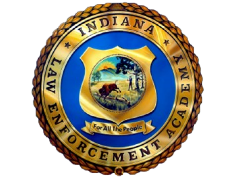 INDIANA
LAW ENFORCEMENT ACADEMY
For All The People